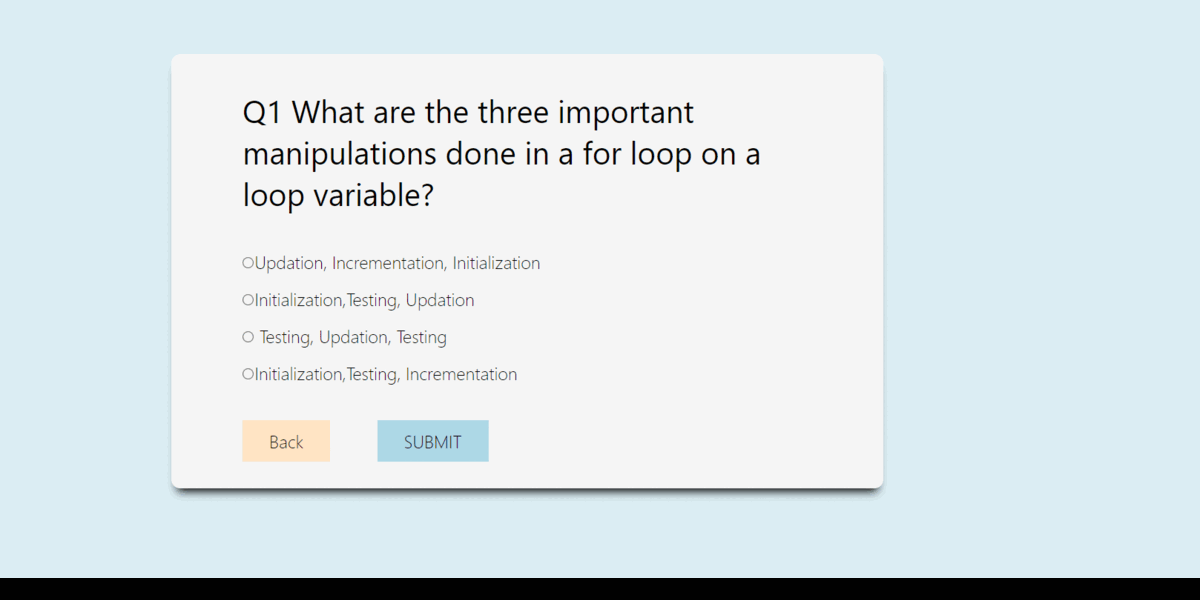 Q1 What are the three important
manipulations done in a for loop on a
loop variable?
Updation, Incrementation, Initialization
Initialization,Testing, Updation
Testing, Updation, Testing
Initialization,Testing, Incrementation
Back
SUBMIT